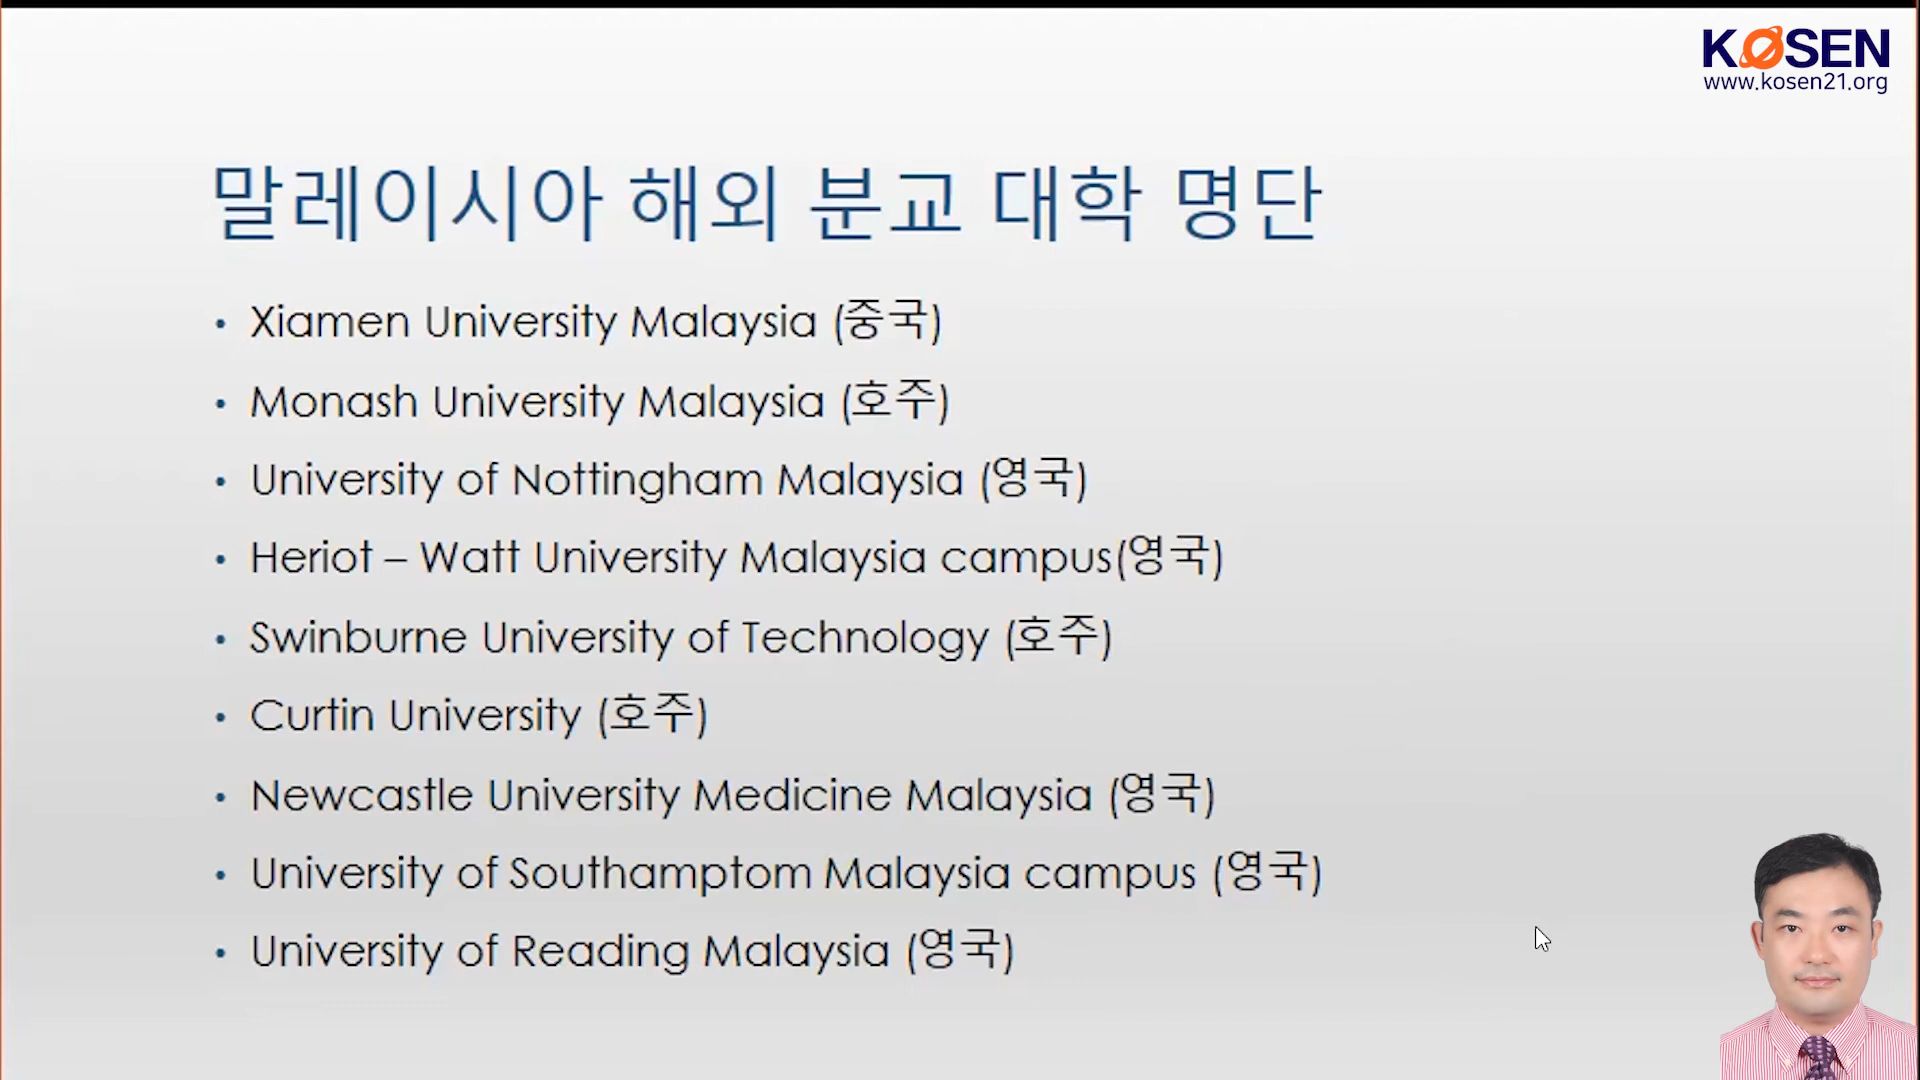 KOSEN
www.kosen21.org
말레이시아 해외 분교 대학 명단
• Xiamen University Malaysia (중국)
• Monash University Malaysia (호주)
• University of Nottingham Malaysia (영국)
• Heriot – Watt University Malaysia campus(영국)
• Swinburne University of Technology (호주)
• Curtin University (호주)
• Newcastle University Medicine Malaysia (영국)
• University of Southamptom Malaysia campus (영국)
• University of Reading Malaysia (영국)